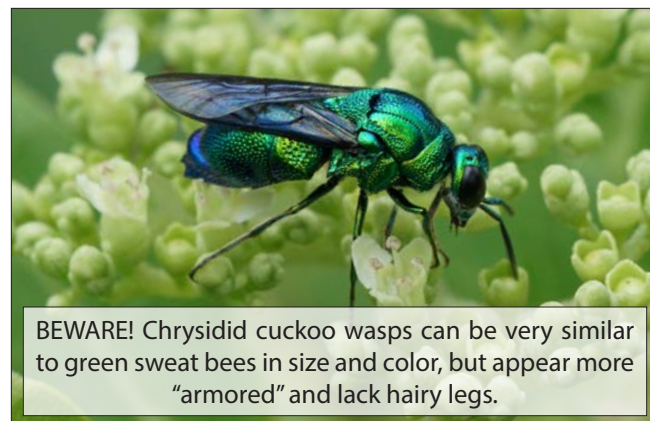 BEWARE! Chrysidid cuckoo wasps can be very similar
to green sweat bees in size and color, but appear more
“armored” and lack hairy legs.